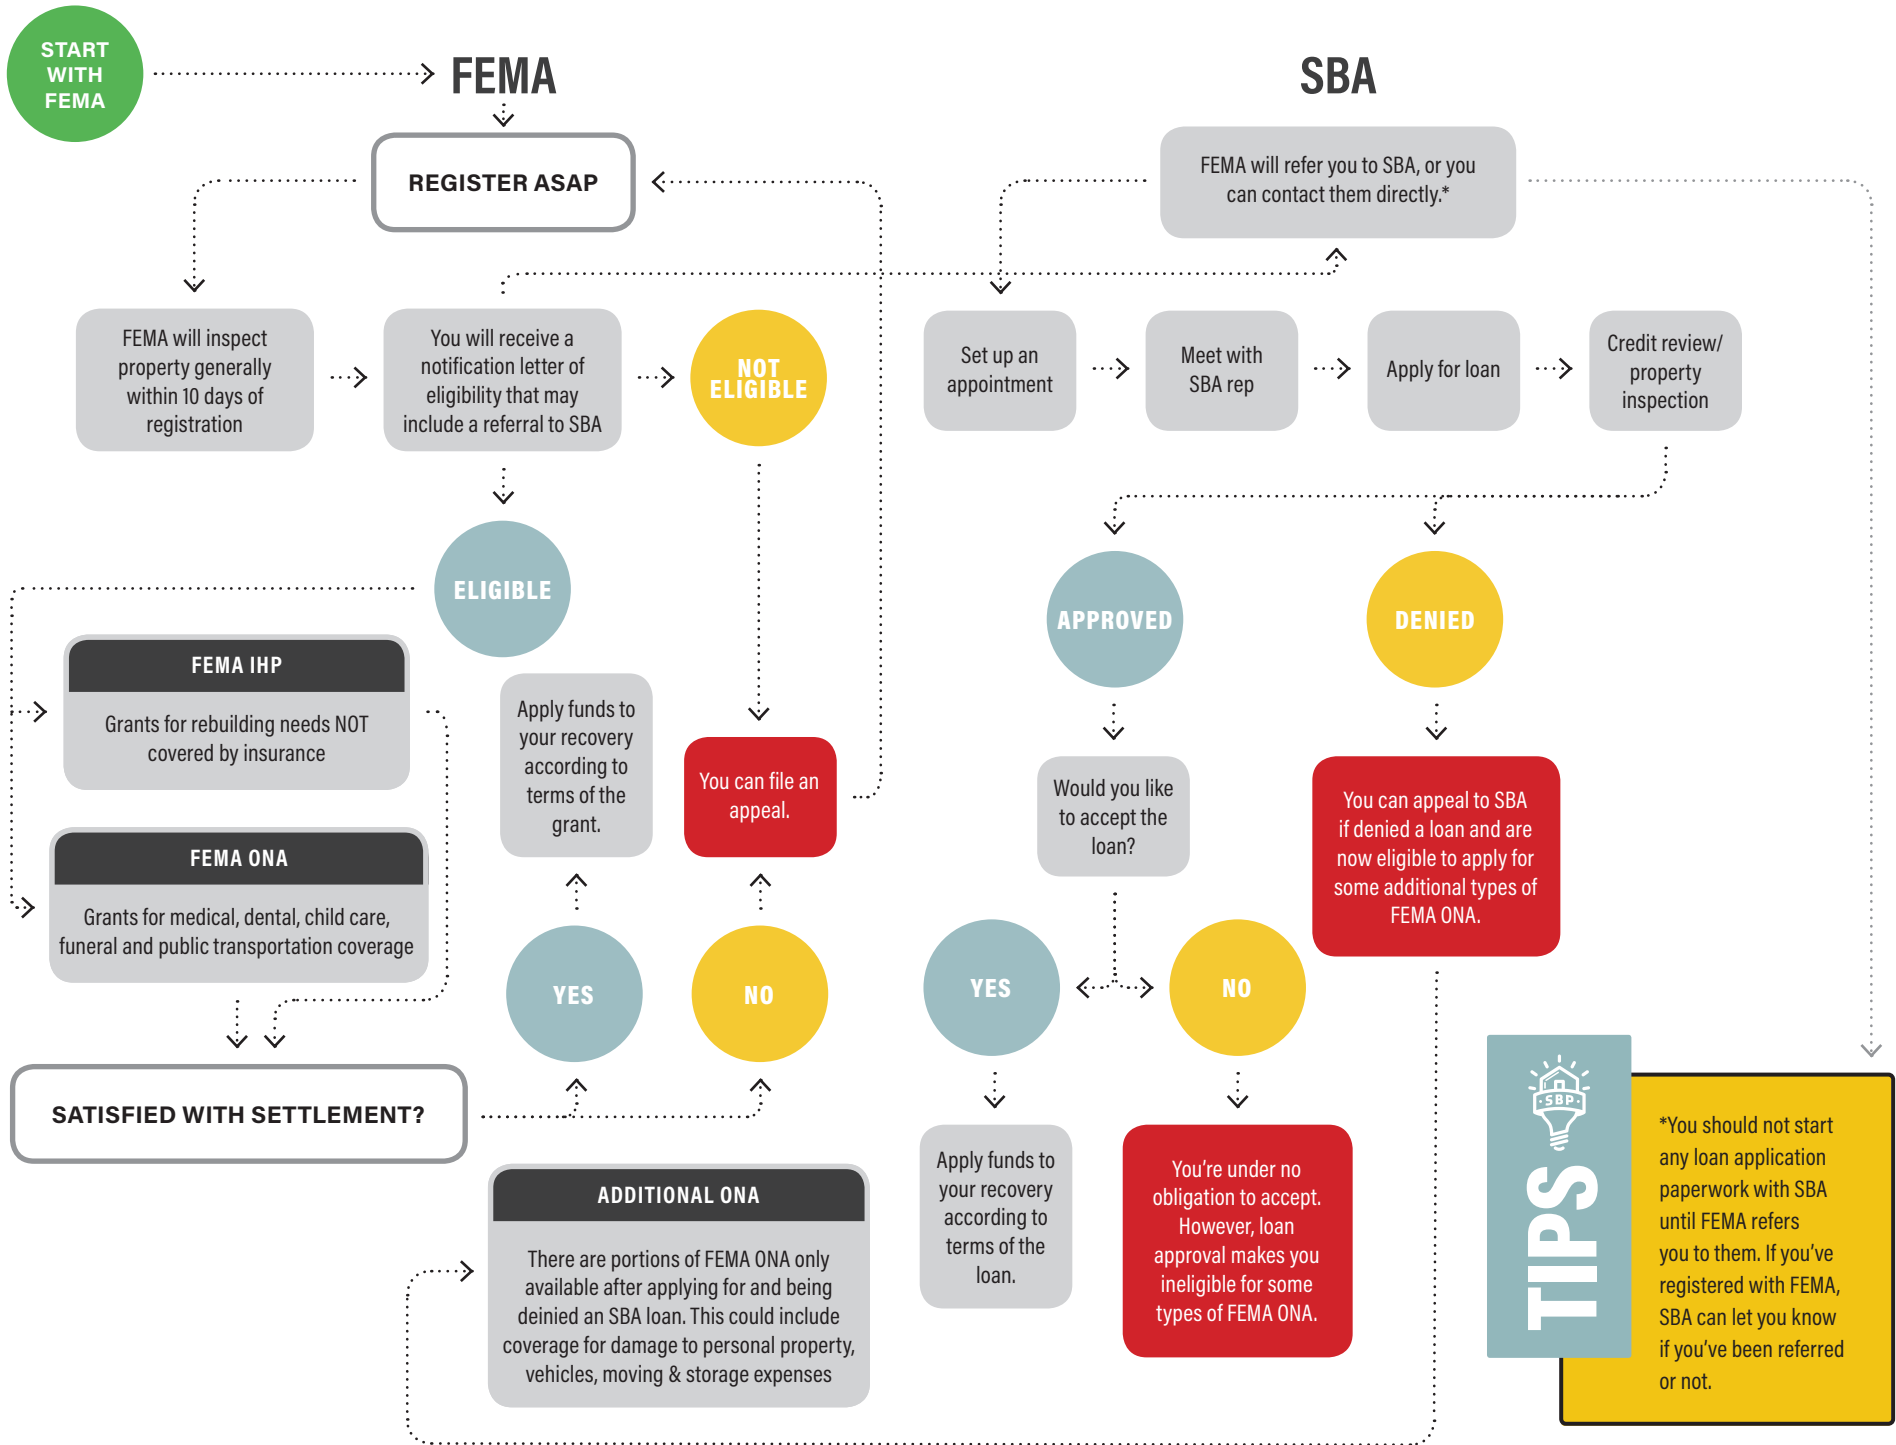 START
WITH
FEMA
FEMA
SBA
REGISTER ASAP
FEMA will refer you to SBA, or you
can contact them directly.*
FEMA will inspect
property generally
within 10 days of
registration
You will receive a
notification letter of
eligibility that may
include a referral to SBA
NOT
ELIGIBLE
Set up an
appointment
Meet with
SBA rep
Apply for loan
Credit review/
property
inspection
ELIGIBLE
APPROVED
DENIED
FEMA IHP
Grants for rebuilding needs NOT
covered by insurance
FEMA ONA
Grants for medical, dental, child care,
funeral and public transportation coverage
Apply funds to
your recovery
according to
terms of the
grant.
You can file an
appeal.
Would you like
to accept the
loan?
You can appeal to SBA
if denied a loan and are
now eligible to apply for
some additional types of
FEMA ONA.
YES
NO
YES
NO
SATISFIED WITH SETTLEMENT?
ADDITIONAL ONA
There are portions of FEMA ONA only
available after applying for and being
deinied an SBA loan. This could include
coverage for damage to personal property,
vehicles, moving & storage expenses
Apply funds to
your recovery
according to
terms of the
loan.
You're under no
obligation to accept.
However, loan
approval makes you
ineligible for some
types of FEMA ONA.
·SBP·
TIPS
*You should not start
any loan application
paperwork with SBA
until FEMA refers
you to them. If you've
registered with FEMA,
SBA can let you know
if you've been referred
or not.